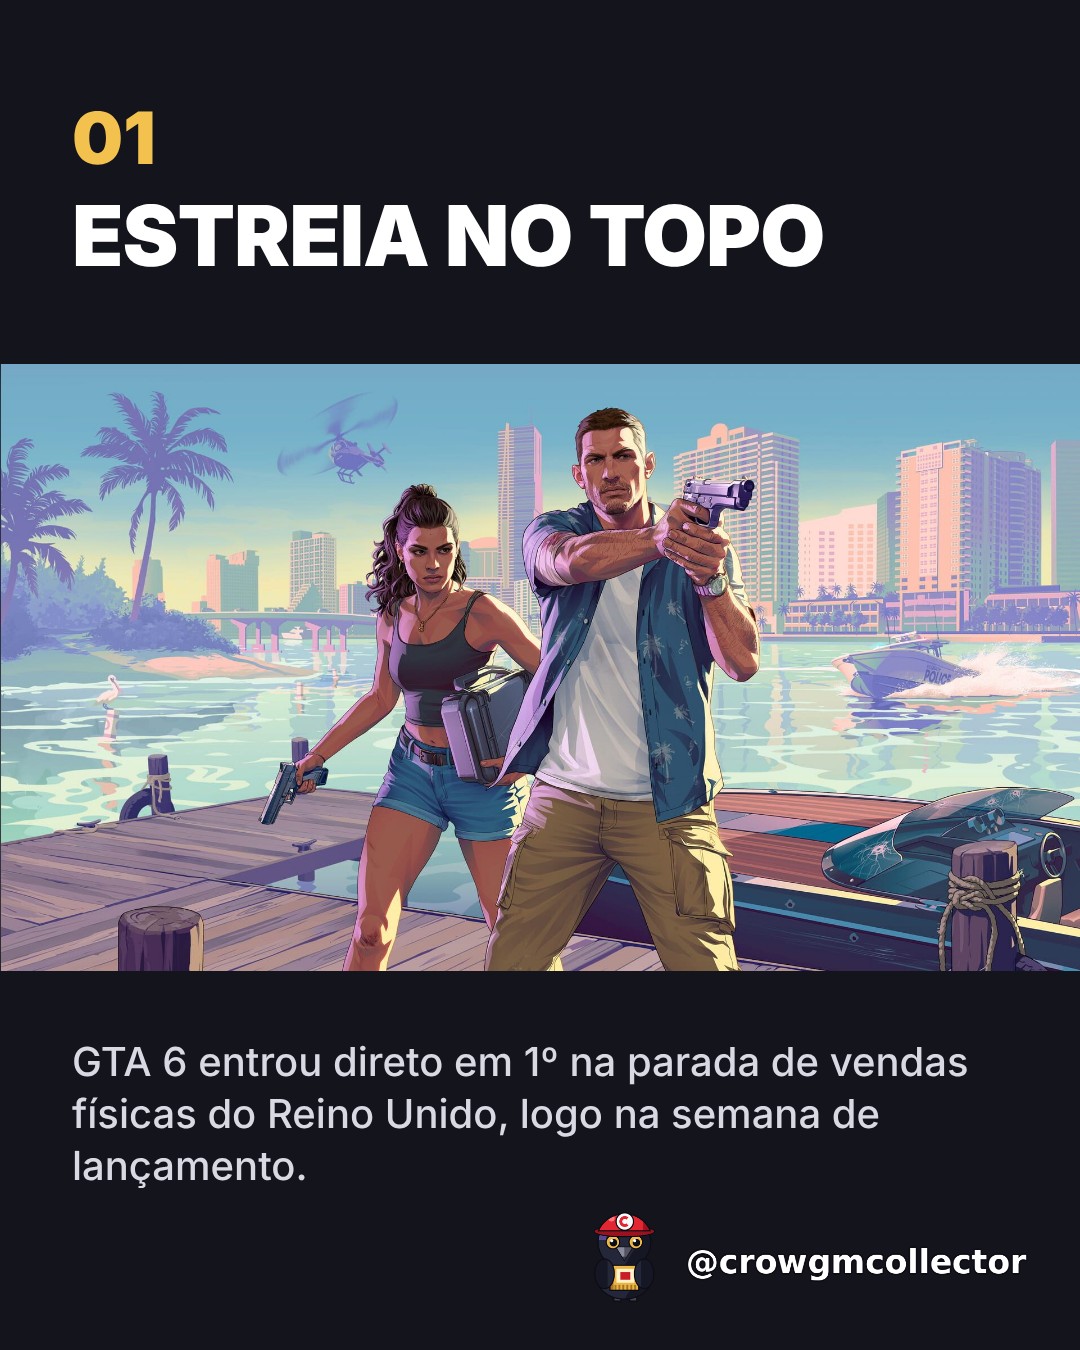 01
ESTREIA NO TOPO
POLICE
GTA 6 entrou direto em 1º na parada de vendas
físicas do Reino Unido, logo na semana de
lançamento.
C
@crowgmcollector